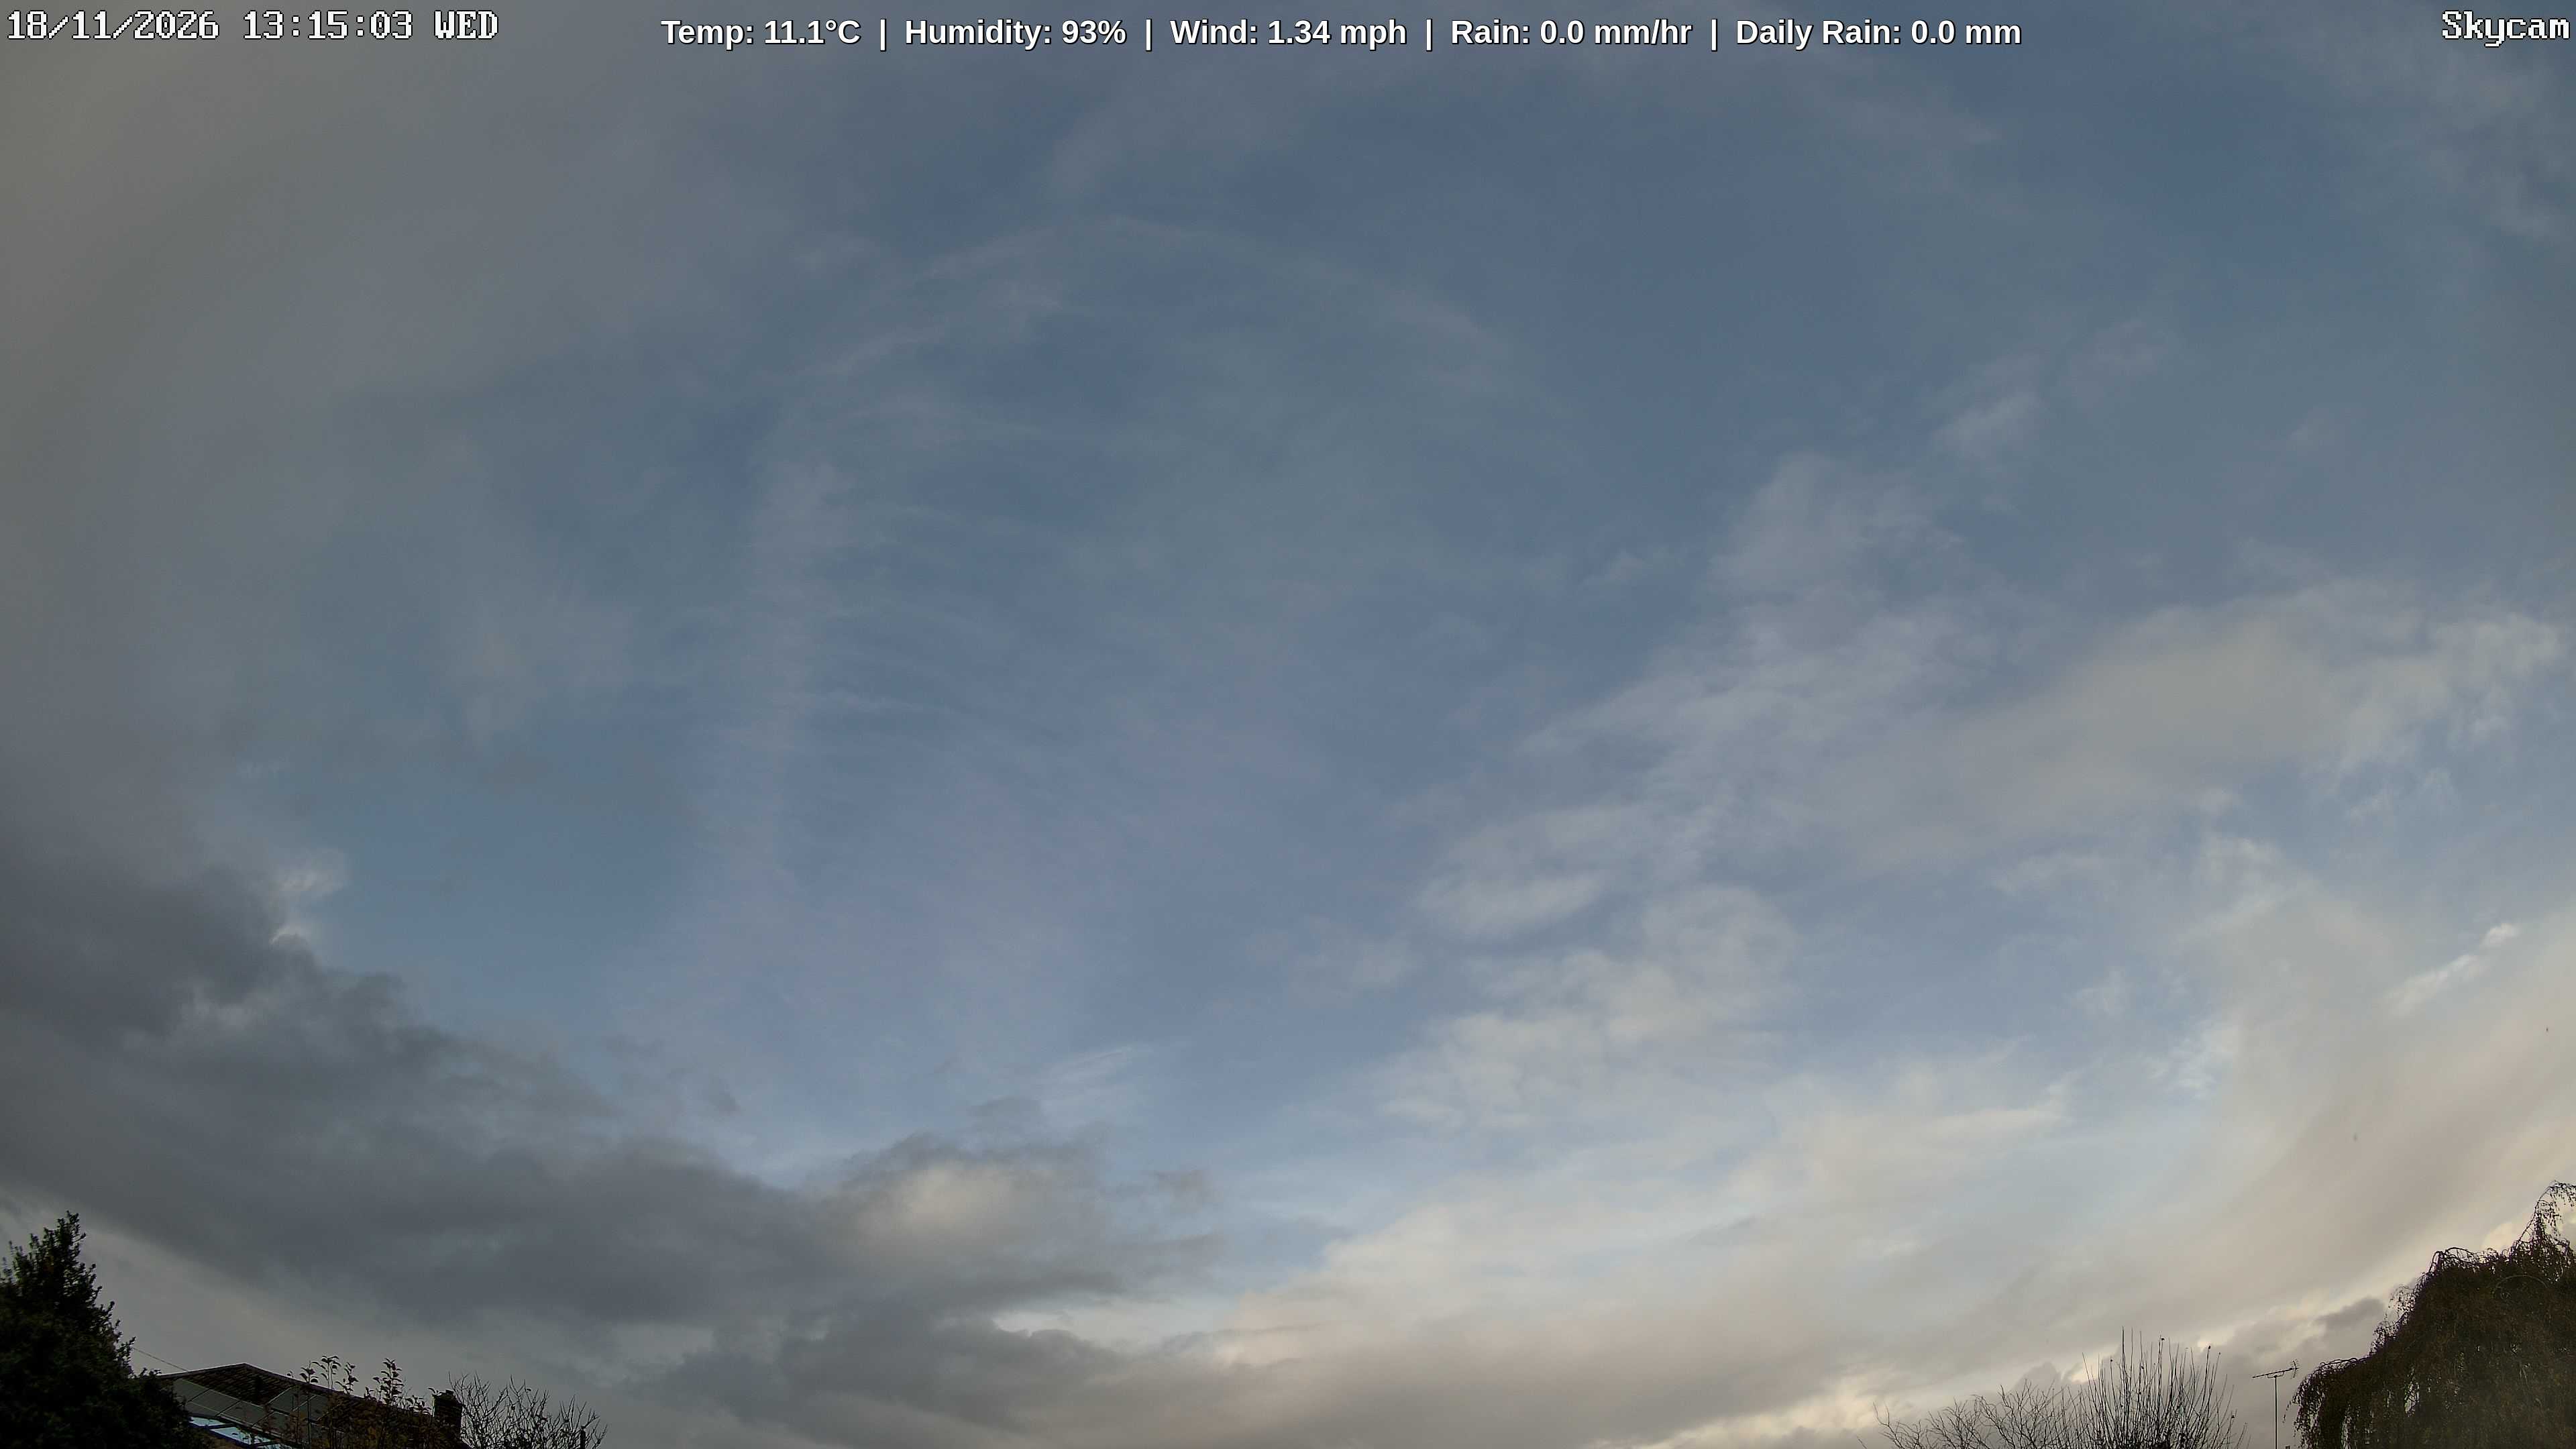 18/11/2026 13:15:03 WED
Temp: 11.1°C | Humidity: 93% | Wind: 1.34 mph | Rain: 0.0 mm/hr | Daily Rain: 0.0 mm
Skycam